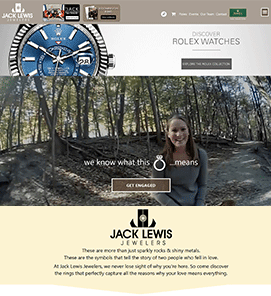 JACK LEWIS
JEWELERS
ROLEX
DISCOVER
ROLEX WATCHES
EXPLORE THE ROLEX COLLECTION
we know what this ...means
GET ENGAGED
JACK LEWIS
JEWELERS
These are more than just sparkly rocks & shiny metals.
These are the symbols that tell the story of two people who fell in love.
At Jack Lewis Jewelers, we never lose sight of why you're here. So come discover
the rings that perfectly capture all the reasons why your love means everything.